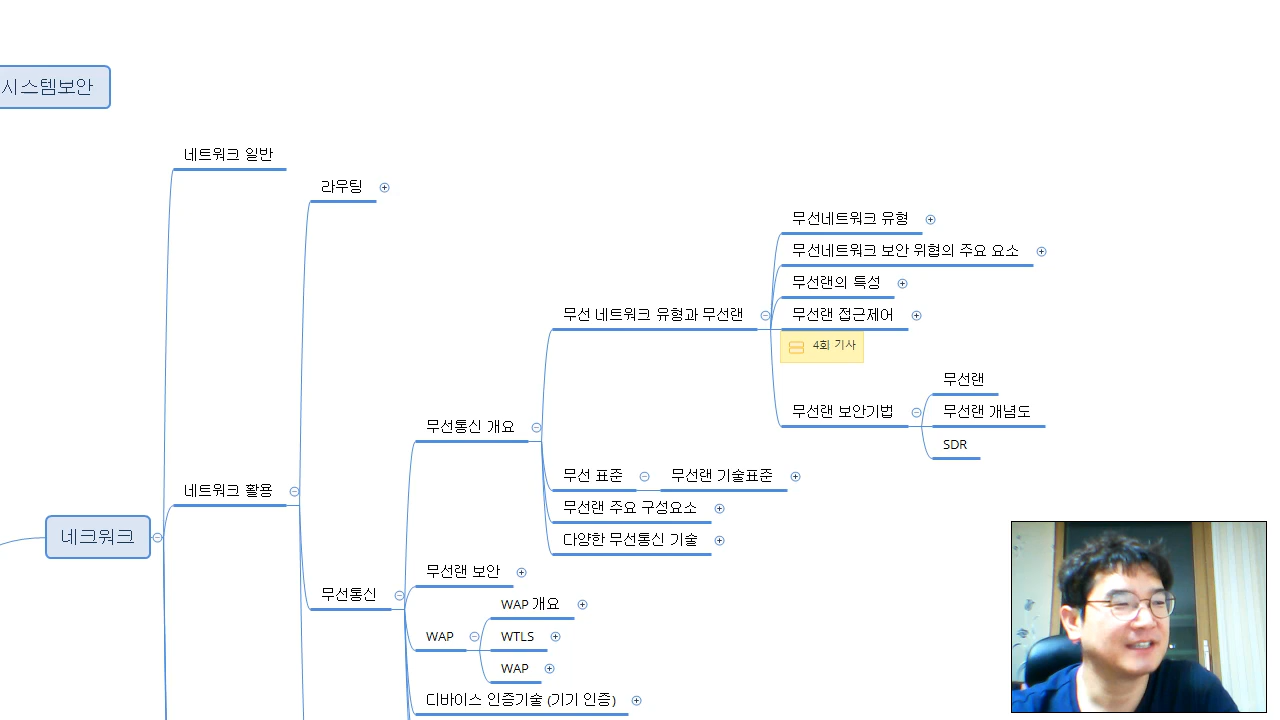 시스템보안
네트워크 일반
라우팅
무선네트워크 유형
무선네트워크 보안 위협의 주요 요소
무선랜의 특성
무선 네트워크 유형과 무선랜
무선랜 접근제어
4회 기사
무선랜
무선랜 보안기법
무선랜 개념도
무선통신 개요
SDR
무선 표준
무선랜 기술표준
네트워크 활용
무선랜 주요 구성요소
네크워크
다양한 무선통신 기술
무선랜 보안
무선통신
WAP 개요
WAP
WTLS
WAP
디바이스 인증기술 (기기 인증)